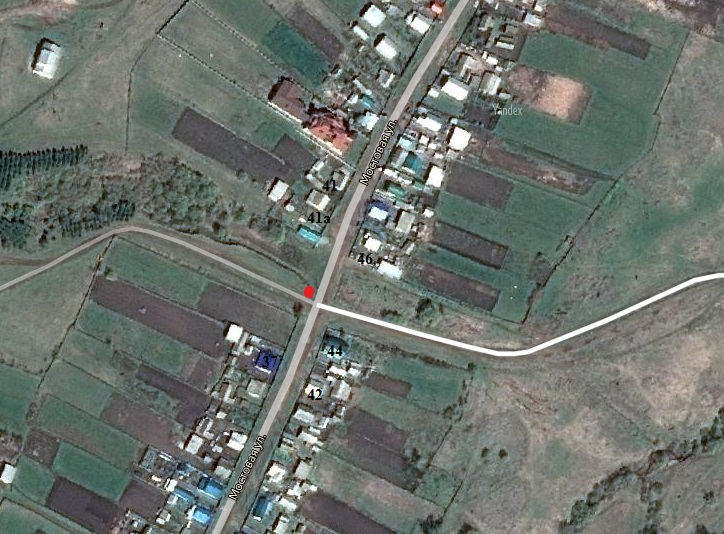 Yandex
Мостовая ул.
41
41а
46
44
37
42
Мостовая ул.